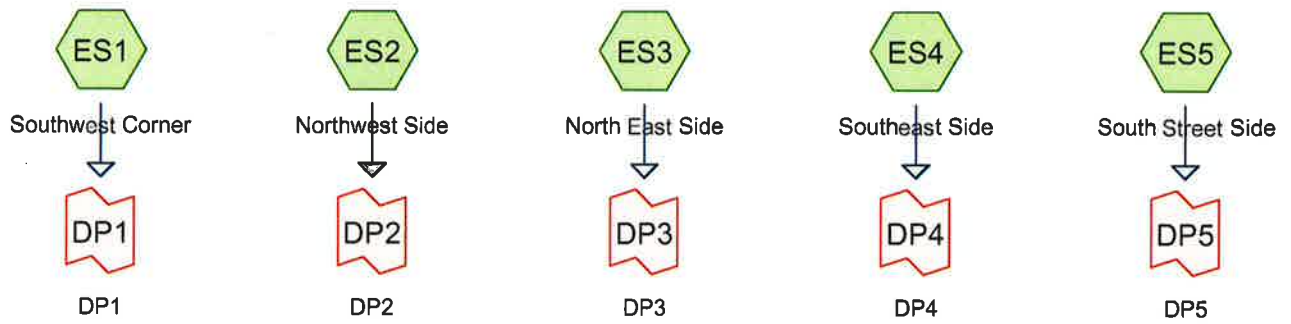 ES1 ES2 ES3 ES4 ES5
Southwest Corner Northwest Side North East Side Southeast Side South Street Side
DP1 DP2 DP3 DP4 DP5
DP1 DP2 DP3 DP4 DP5